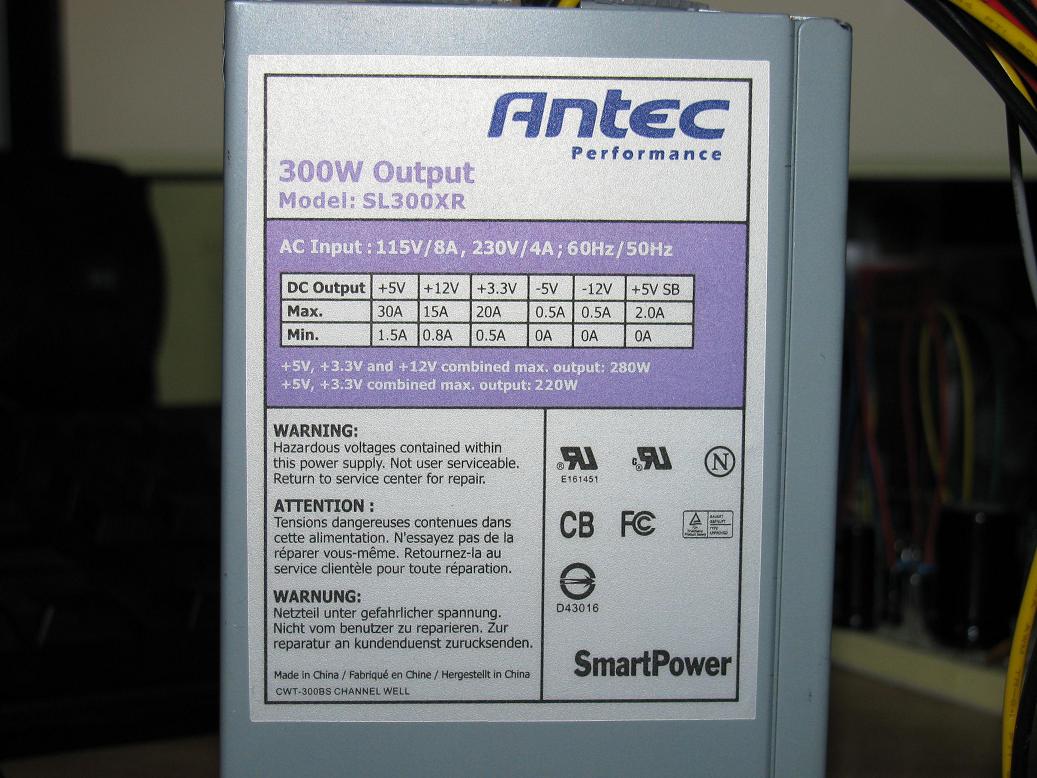 Antec
Performance
300W Output
Model: SL300XR
AC Input : 115V/8A, 230V/4A ; 60Hz/50Hz
DC Output +5V +12V +3.3V -5V -12V +5V SB
Max. 30A 15A 20A 0.5A 0.5A 2.0A
Min. 1.5A 0.8A 0.5A 0A 0A 0A
+5V, +3.3V and +12V combined max. output: 280W
+5V, +3.3V combined max. output: 220W
WARNING:
Hazardous voltages contained within
this power supply. Not user serviceable.
Return to service center for repair.
ATTENTION :
Tensions dangereuses contenues dans
cette alimentation. N'essayez pas de la
réparer vous-même. Retournez-la au
service clientèle pour toute réparation.
WARNUNG:
Netzteil unter gefahrlicher spannung.
Nicht vom benutzer zu reparieren. Zur
reparatur an kundenduenst zurucksenden.
Made in China / Fabriqué en Chine / Hergestellt in China
CWT-300BS CHANNEL WELL
® RU c®RU N
E161451
CB FC
D43016
SmartPower